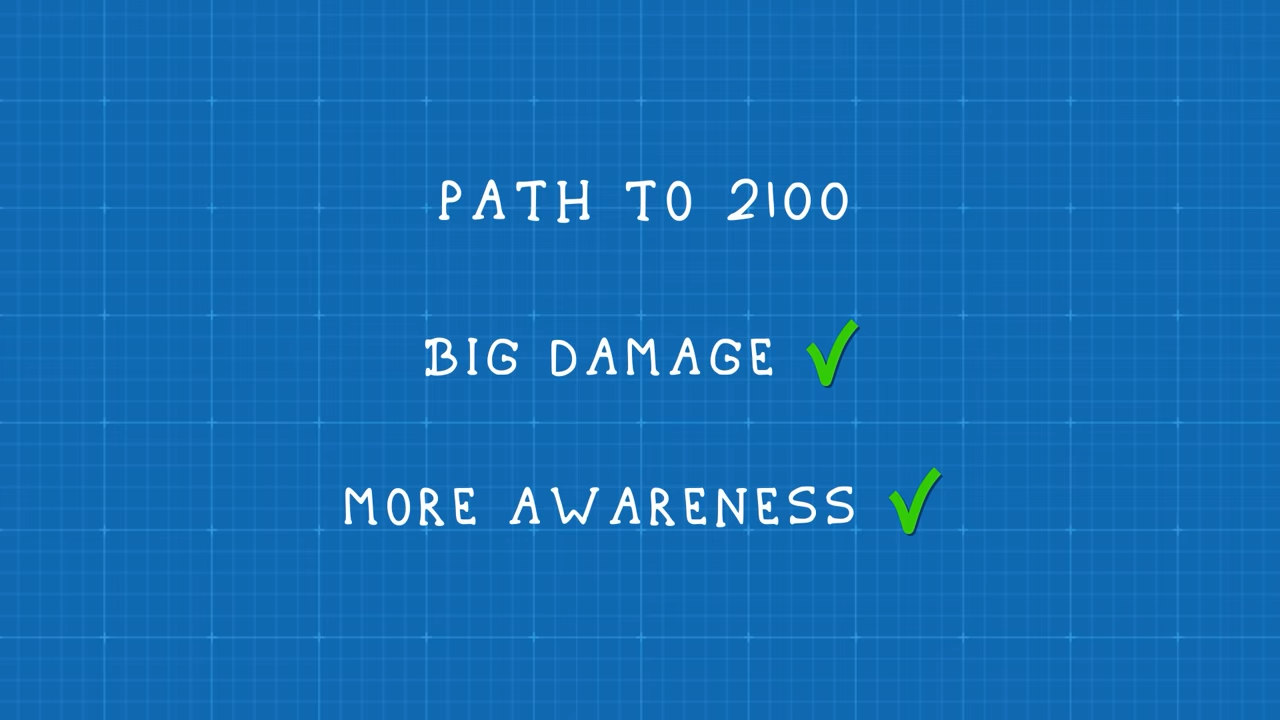 PATH TO 2100
BIG DAMAGE ✓
MORE AWARENESS ✓